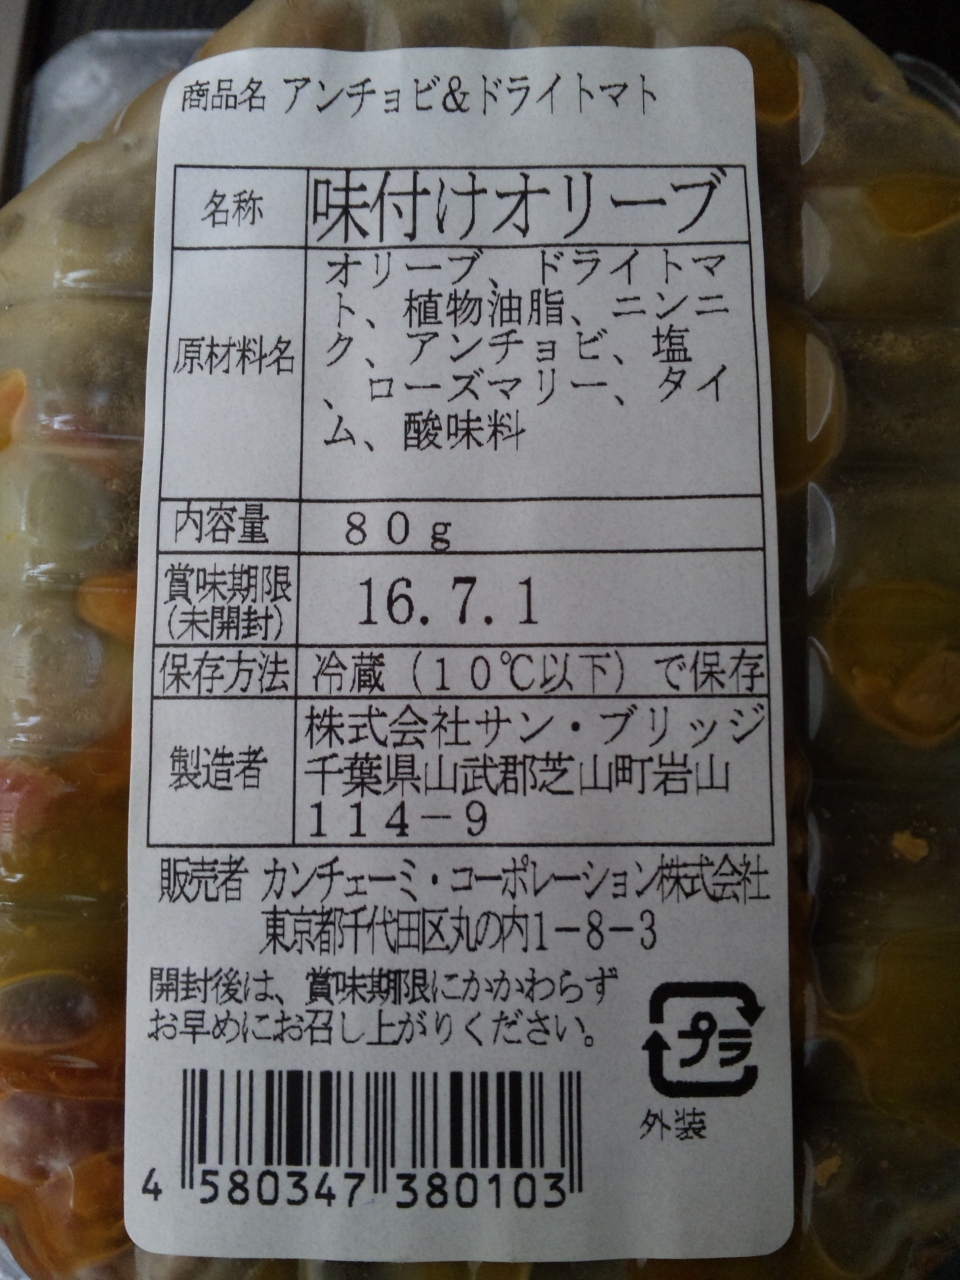 商品名 アンチョビ&ドライトマト
名称 味付けオリーブ
原材料名 オリーブ、ドライトマ
ト、植物油脂、ニンニ
ク、アンチョビ、塩
、ローズマリー、タイ
ム、酸味料
内容量 80g
賞味期限
(未開封) 16.7.1
保存方法 冷蔵(10℃以下)で保存
製造者 株式会社サン・ブリッジ
千葉県山武郡芝山町岩山
114-9
販売者 カンチェーミ・コーポレーション株式会社
東京都千代田区丸の内1-8-3
開封後は、賞味期限にかかわらず
お早めにお召し上がりください。
プラ
外装
4 580347 380103